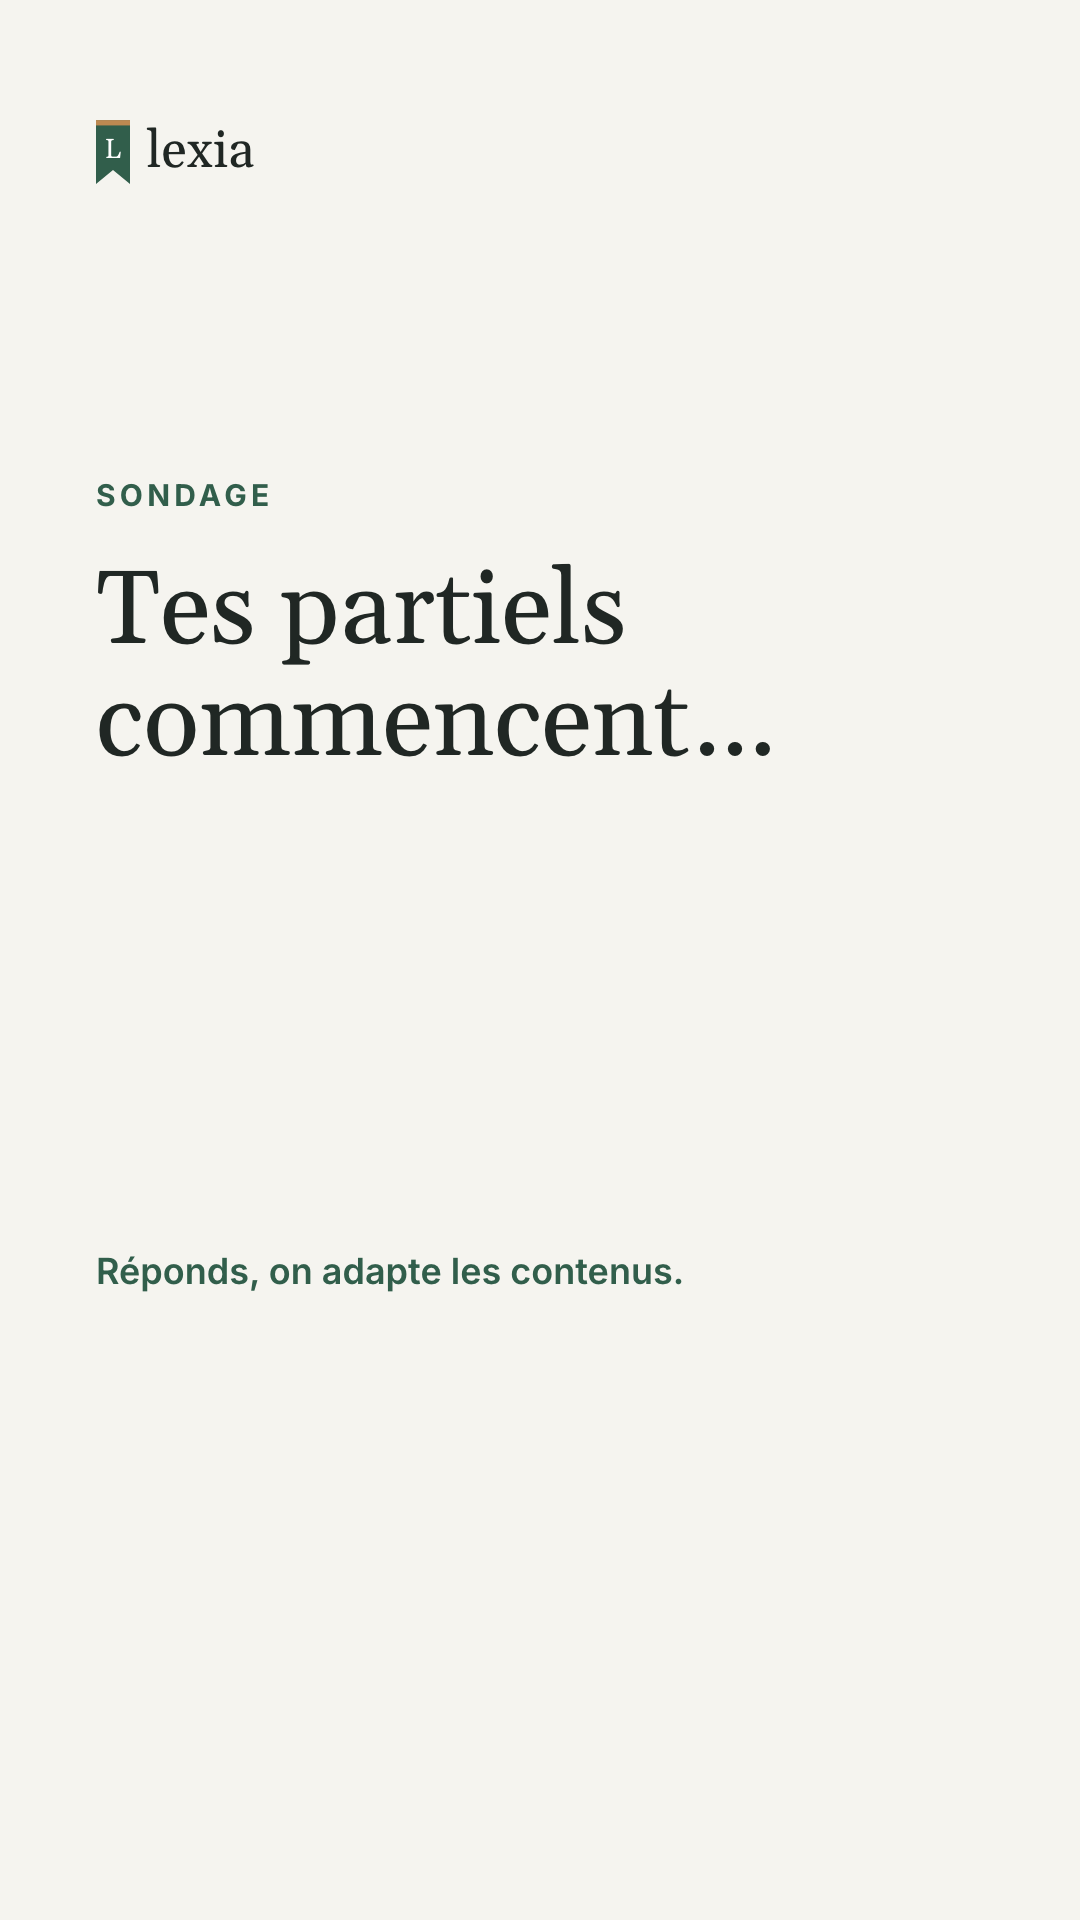 L lexia
SONDAGE
Tes partiels
commencent...
Réponds, on adapte les contenus.